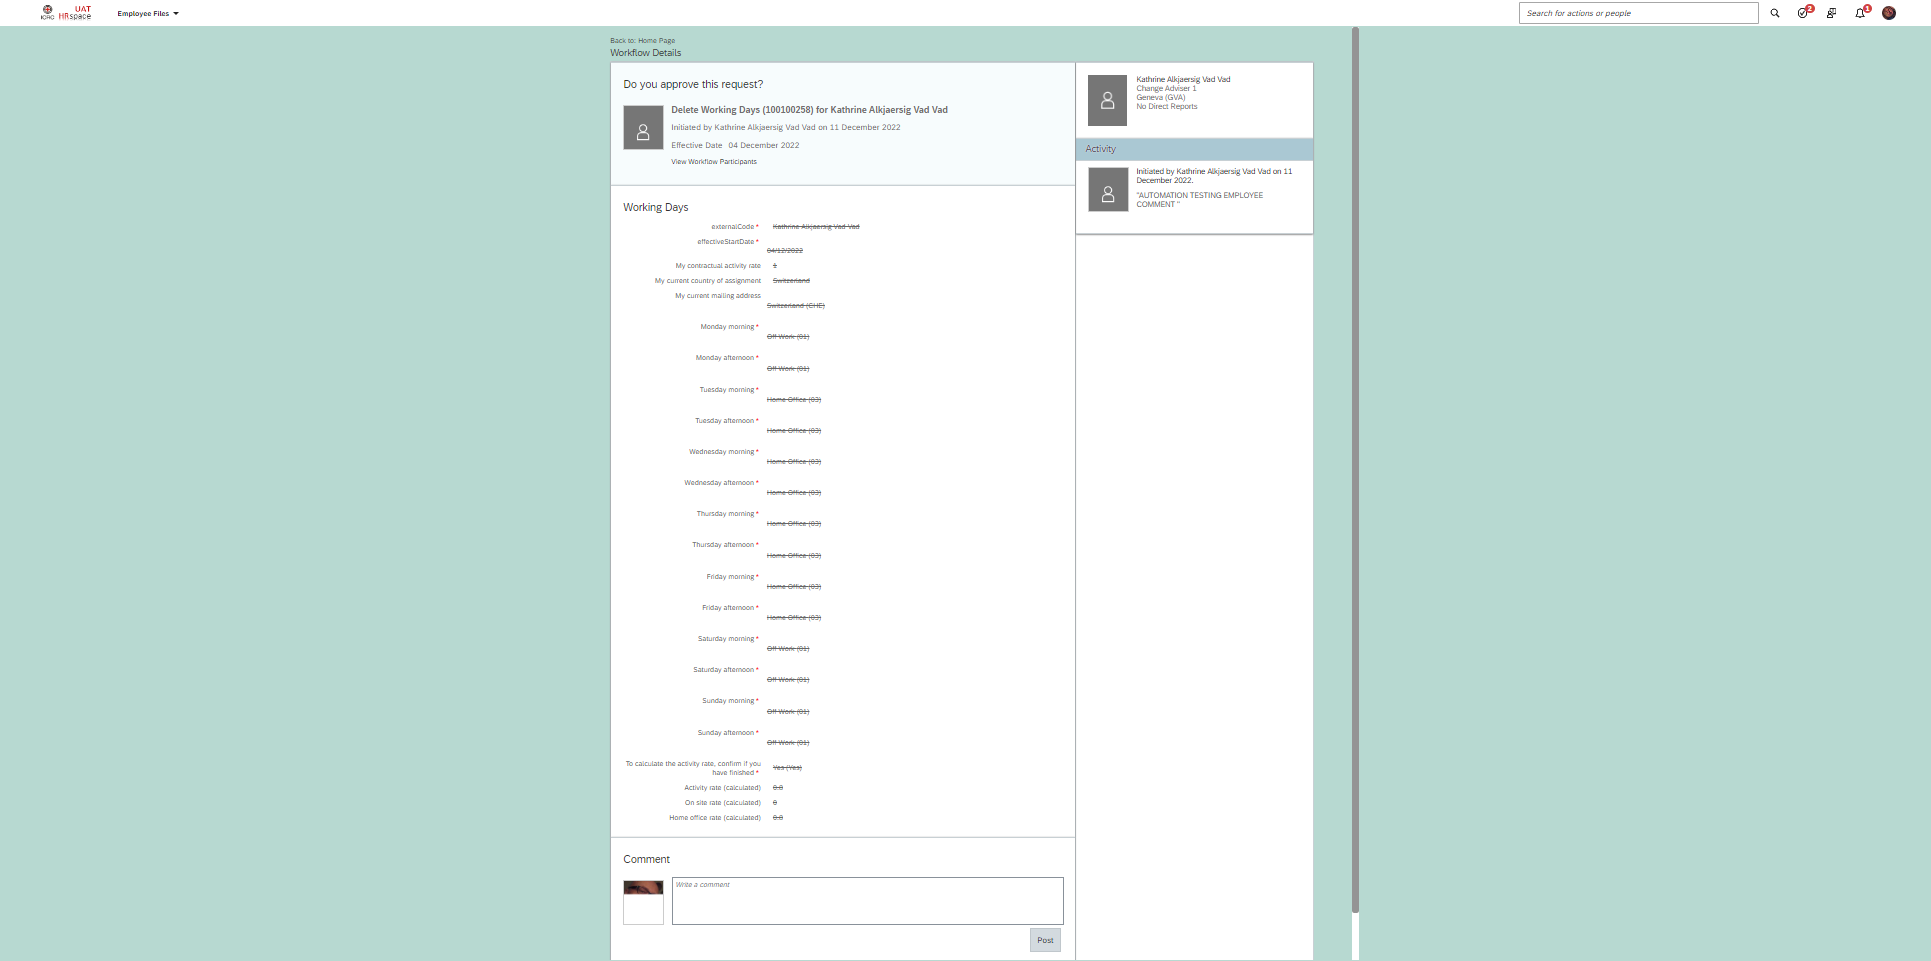 ICRC
UAT
HRspace
Employee Files
Search for actions or people
2
1
Back to: Home Page
Workflow Details
Do you approve this request?
Delete Working Days (100100258) for Kathrine Alkjaersig Vad Vad
Initiated by Kathrine Alkjaersig Vad Vad on 11 December 2022
Effective Date 04 December 2022
View Workflow Participants
Working Days
externalCode * Kathrine Alkjaersig Vad Vad
effectiveStartDate *
04/12/2022
My contractual activity rate 1
My current country of assignment Switzerland
My current mailing address
Switzerland (CHE)
Monday morning *
Off Work (01)
Monday afternoon *
Off Work (01)
Tuesday morning *
Home Office (03)
Tuesday afternoon *
Home Office (03)
Wednesday morning *
Home Office (03)
Wednesday afternoon *
Home Office (03)
Thursday morning *
Home Office (03)
Thursday afternoon *
Home Office (03)
Friday morning *
Home Office (03)
Friday afternoon *
Home Office (03)
Saturday morning *
Off Work (01)
Saturday afternoon *
Off Work (01)
Sunday morning *
Off Work (01)
Sunday afternoon *
Off Work (01)
To calculate the activity rate, confirm if you
have finished * Yes (Yes)
Activity rate (calculated) 0.8
On site rate (calculated) 0
Home office rate (calculated) 0.8
Comment
Write a comment
Post
Kathrine Alkjaersig Vad Vad
Change Adviser 1
Geneva (GVA)
No Direct Reports
Activity
Initiated by Kathrine Alkjaersig Vad Vad on 11
December 2022.
"AUTOMATION TESTING EMPLOYEE
COMMENT "